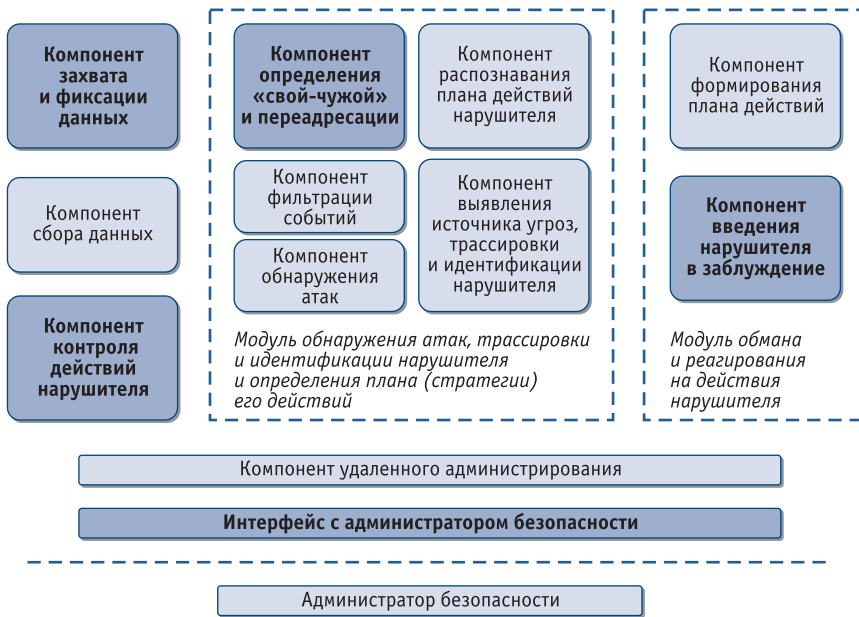 Компонент
захвата
и фиксации
данных
Компонент
сбора данных
Компонент
контроля
действий
нарушителя
Компонент
определения
«свой-чужой»
и переадресации
Компонент
распознавания
плана действий
нарушителя
Компонент
фильтрации
событий
Компонент
обнаружения
атак
Компонент
выявления
источника угроз,
трассировки
и идентификации
нарушителя
Модуль обнаружения атак, трассировки
и идентификации нарушителя
и определения плана (стратегии)
его действий
Компонент
формирования
плана действий
Компонент
введения
нарушителя
в заблуждение
Модуль обмана
и реагирования
на действия
нарушителя
Компонент удаленного администрирования
Интерфейс с администратором безопасности
Администратор безопасности